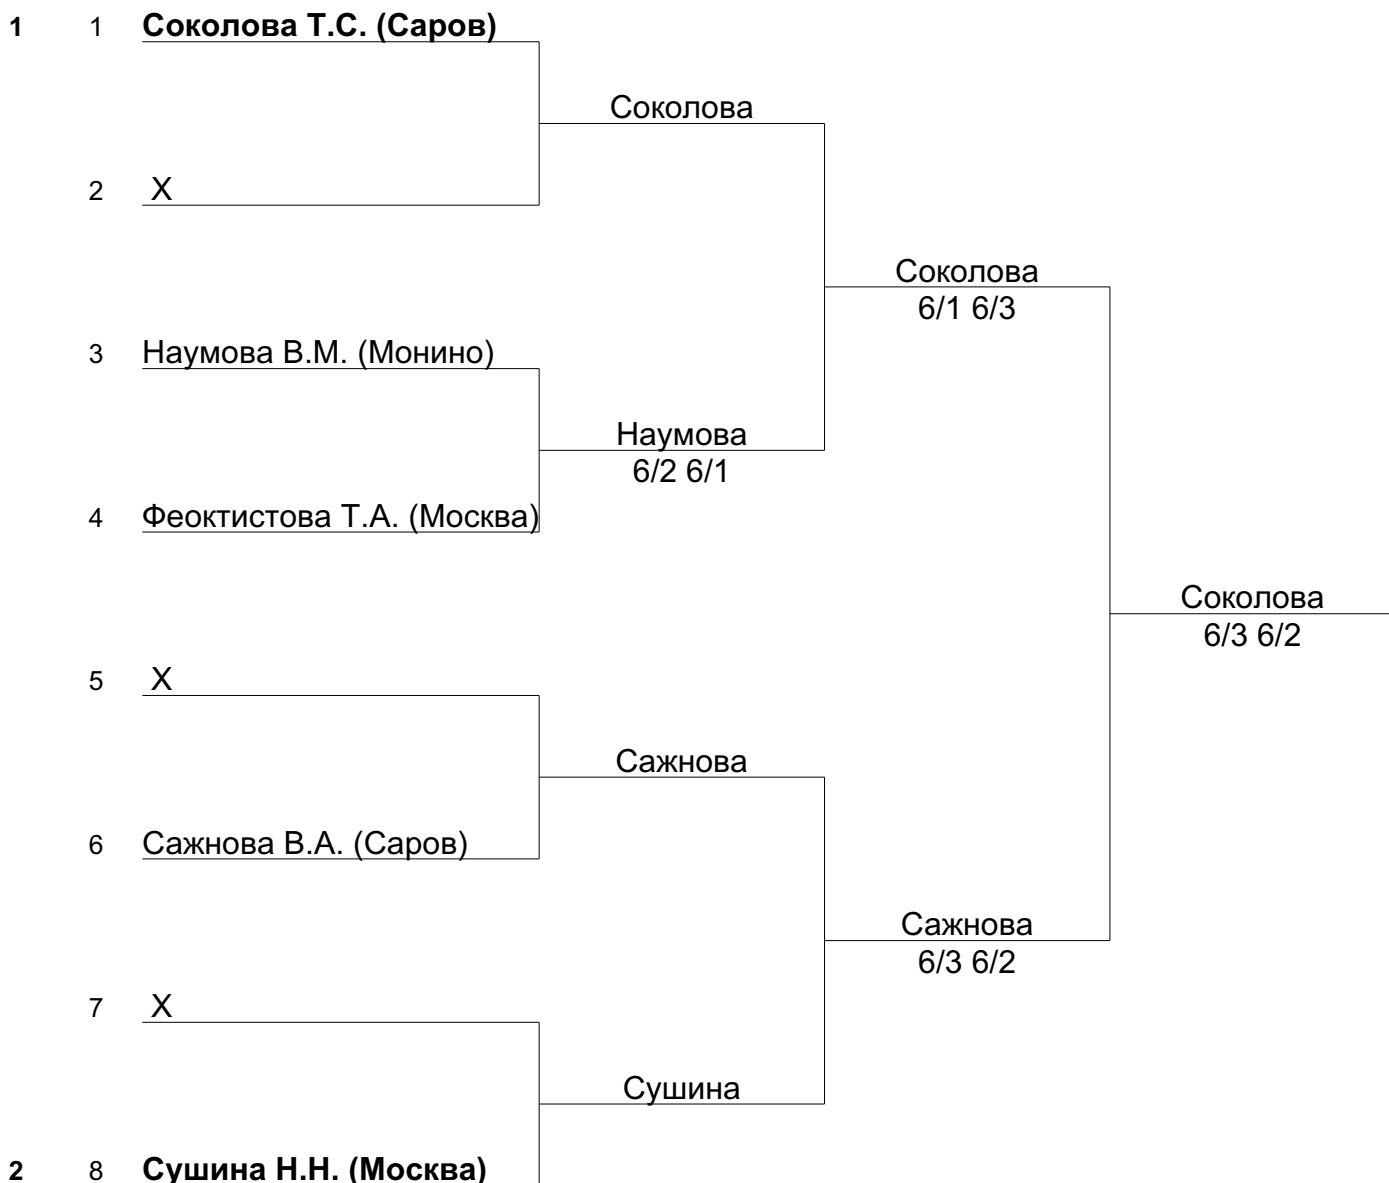 1 1 Соколова Т.С. (Саров)
Соколова
2 X
Соколова
6/1 6/3
3 Наумова В.М. (Монино)
Наумова
6/2 6/1
4 Феоктистова Т.А. (Москва)
Соколова
6/3 6/2
5 X
Сажнова
6 Сажнова В.А. (Саров)
Сажнова
6/3 6/2
7 X
Сушина
2 8 Сушина Н.Н. (Москва)